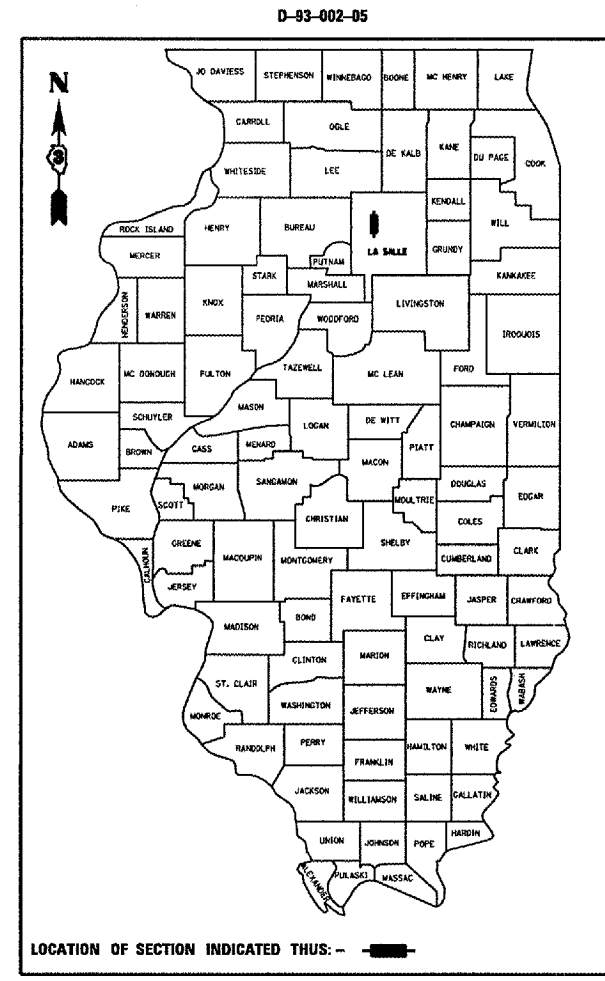 D-93-002-05
JO DAVIESS STEPHENSON WINNEBAGO BOONE MC HENRY LAKE
N
CARROLL OGLE DE KALB KANE DU PAGE COOK
WHITESIDE LEE
KENDALL
ROCK ISLAND HENRY BUREAU LA SALLE GRUNDY WILL
MERCER STARK PUTNAM KANKAKEE
HENDERSON WARREN KNOX MARSHALL LIVINGSTON
PEORIA WOODFORD IROQUOIS
HANCOCK MC DONOUGH FULTON TAZEWELL MC LEAN FORD
SCHUYLER MASON LOGAN DE WITT CHAMPAIGN VERMILION
ADAMS BROWN CASS MENARD MACON PIATT
MORGAN SANGAMON MOULTRIE DOUGLAS EDGAR
PIKE SCOTT CHRISTIAN COLES
CALHOUN GREENE MACOUPIN MONTGOMERY SHELBY CUMBERLAND CLARK
JERSEY FAYETTE EFFINGHAM JASPER CRAWFORD
MADISON BOND CLAY RICHLAND LAWRENCE
CLINTON MARION
ST. CLAIR WASHINGTON WAYNE EDWARDS WABASH
MONROE JEFFERSON
RANDOLPH PERRY FRANKLIN HAMILTON WHITE
JACKSON WILLIAMSON SALINE GALLATIN
UNION JOHNSON POPE HARDIN
ALEXANDER PULASKI MASSAC
LOCATION OF SECTION INDICATED THUS: -